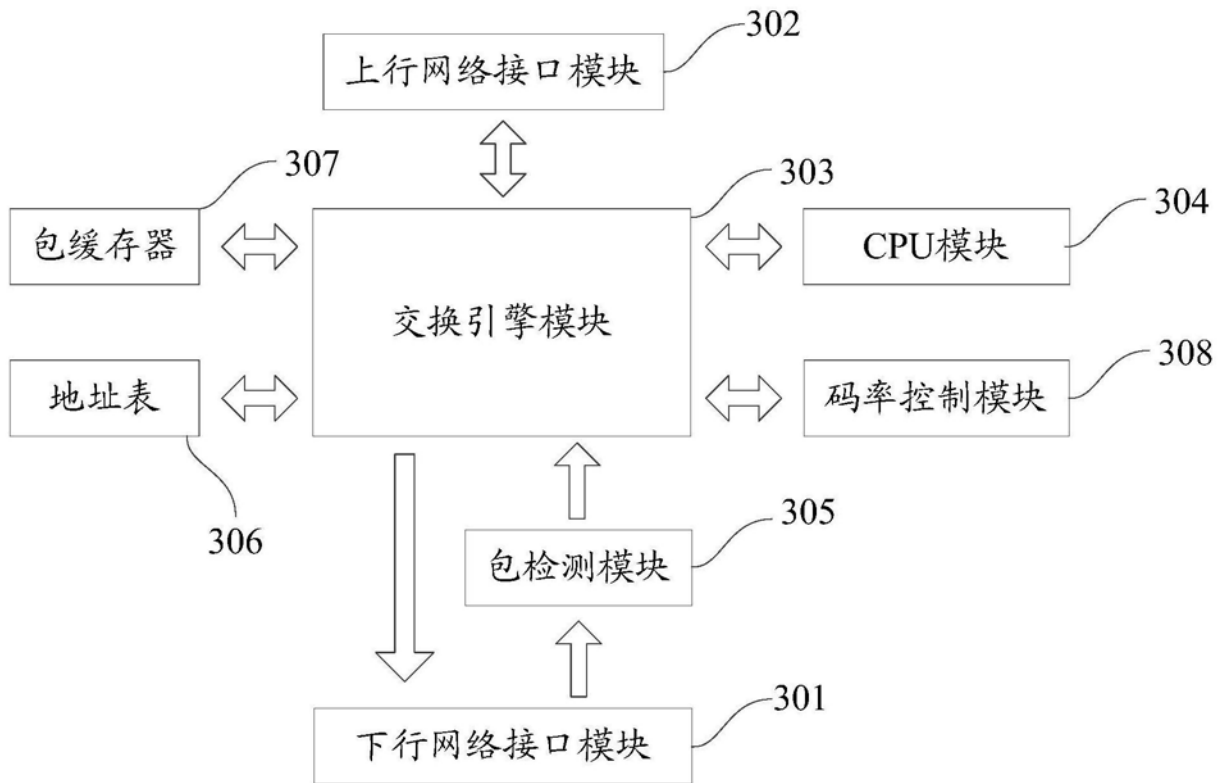 302
上行网络接口模块
307
303
304
包缓存器
CPU模块
交换引擎模块
308
地址表
码率控制模块
305
306
包检测模块
301
下行网络接口模块